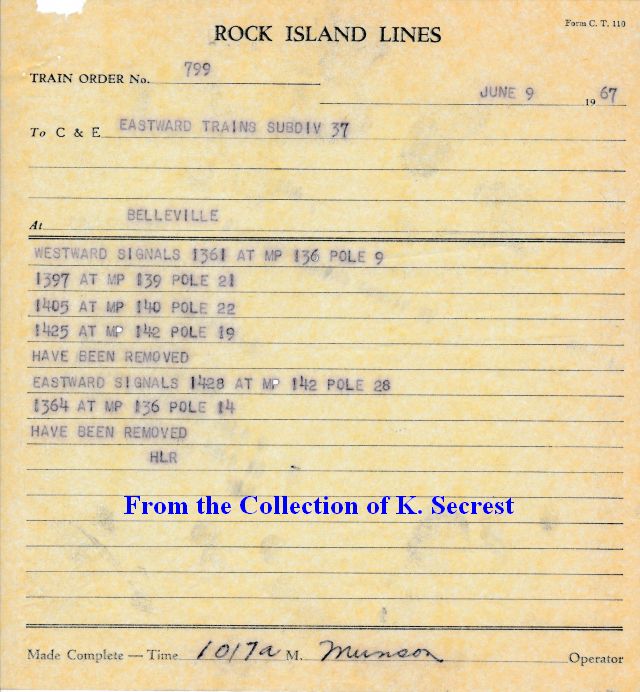 Form C. T. 110
ROCK ISLAND LINES
TRAIN ORDER No. 799
JUNE 9 1967
To C & E EASTWARD TRAINS SUBDIV 37
At BELLEVILLE
WESTWARD SIGNALS 1361 AT MP 136 POLE 9
1397 AT MP 139 POLE 21
1405 AT MP 140 POLE 22
1425 AT MP 142 POLE 19
HAVE BEEN REMOVED
EASTWARD SIGNALS 1428 AT MP 142 POLE 28
1364 AT MP 136 POLE 14
HAVE BEEN REMOVED
HLR
From the Collection of K. Secrest
Made Complete — Time 1017a M. Munson Operator